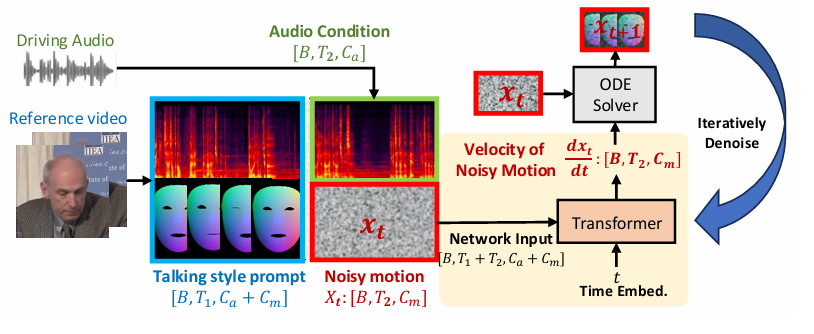 Driving Audio
Audio Condition
[B, T₂, Cₐ]
Reference video
IIEA
Talking style prompt
[B, T₁, Cₐ + Cₘ]
xₜ
Noisy motion
Xₜ: [B, T₂, Cₘ]
xₜ₊₁
xₜ
ODE
Solver
Iteratively
Denoise
Velocity of
Noisy Motion
dxₜ/dt : [B, T₂, Cₘ]
Network Input
[B, T₁ + T₂, Cₐ + Cₘ]
Transformer
t
Time Embed.